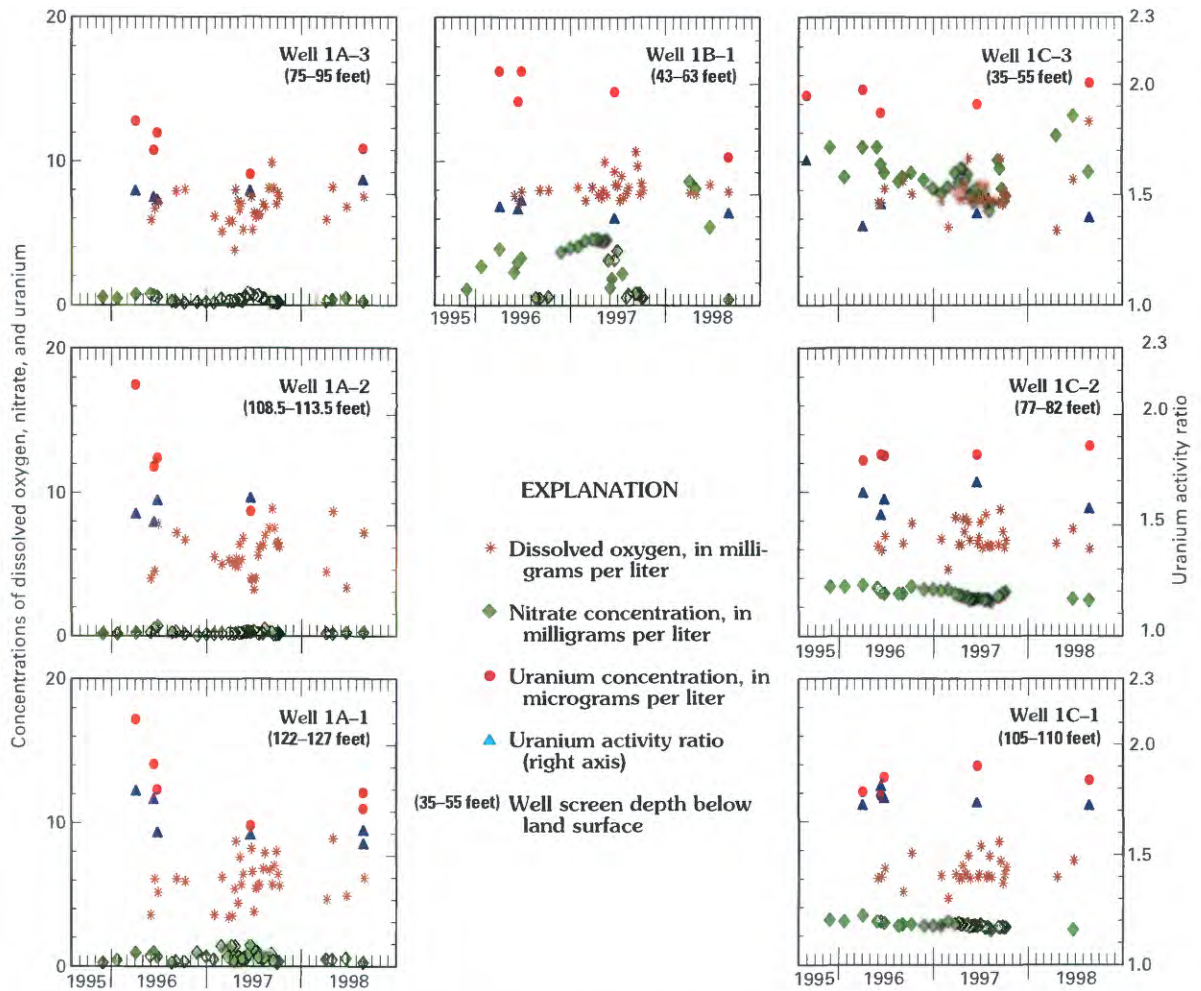 20
10
0
Well 1A–3
(75–95 feet)
Well 1B–1
(43–63 feet)
1995
1996
1997
1998
Well 1C–3
(35–55 feet)
2.3
2.0
1.5
1.0
20
10
0
Well 1A–2
(108.5–113.5 feet)
Well 1C–2
(77–82 feet)
2.3
2.0
1.5
1.0
1995
1996
1997
1998
20
10
0
Well 1A–1
(122–127 feet)
1995
1996
1997
1998
Well 1C–1
(105–110 feet)
2.3
2.0
1.5
1.0
1995
1996
1997
1998
Concentrations of dissolved oxygen, nitrate, and uranium
Uranium activity ratio
EXPLANATION
Dissolved oxygen, in milli-
grams per liter
Nitrate concentration, in
milligrams per liter
Uranium concentration, in
micrograms per liter
Uranium activity ratio
(right axis)
(35–55 feet) Well screen depth below
land surface